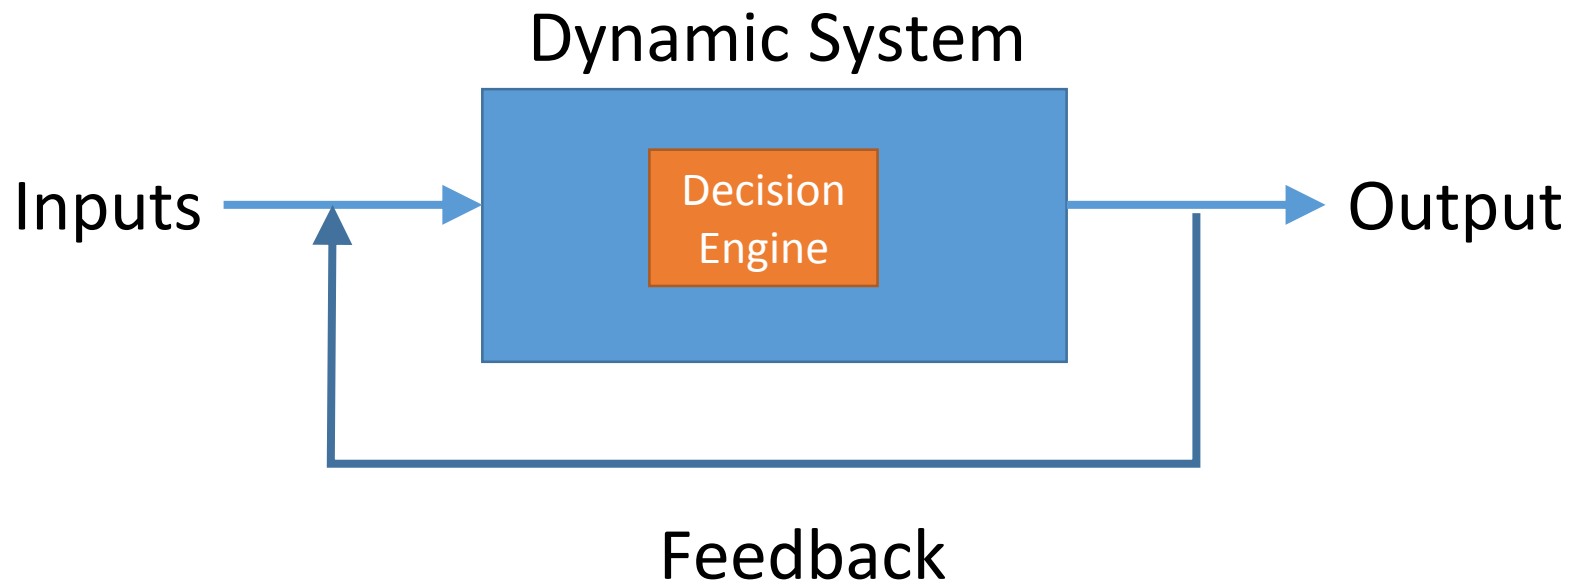 Dynamic System
Inputs
Decision
Engine
Output
Feedback